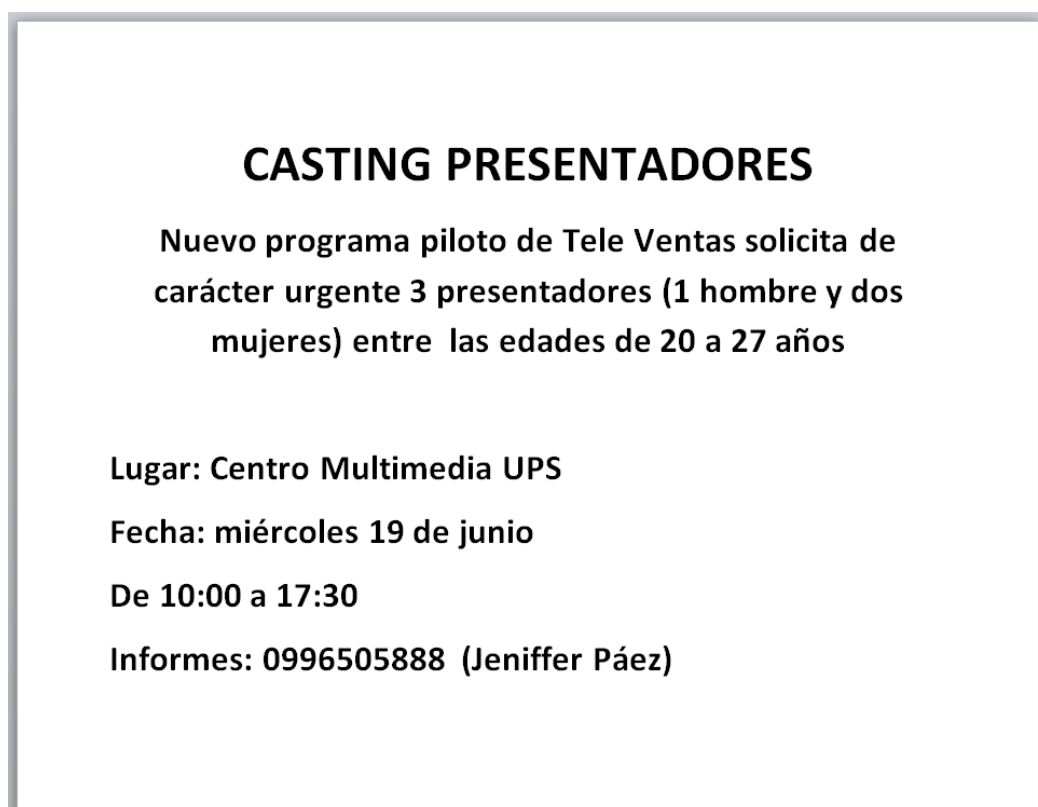 CASTING PRESENTADORES
Nuevo programa piloto de Tele Ventas solicita de
carácter urgente 3 presentadores (1 hombre y dos
mujeres) entre  las edades de 20 a 27 años
Lugar: Centro Multimedia UPS
Fecha: miércoles 19 de junio
De 10:00 a 17:30
Informes: 0996505888  (Jeniffer Páez)